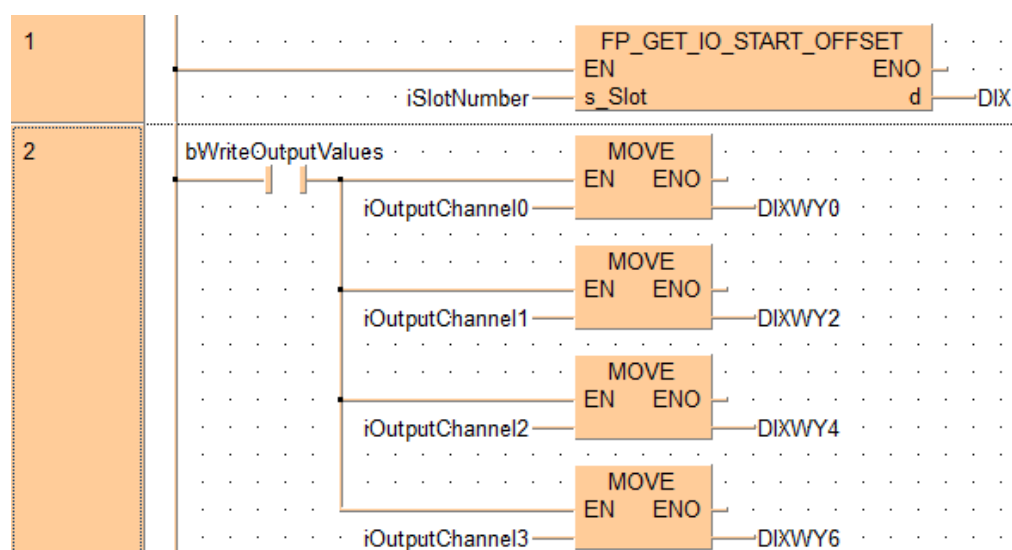 1
FP_GET_IO_START_OFFSET
EN ENO
iSlotNumber s_Slot d DIX
2
bWriteOutputValues MOVE
EN ENO
iOutputChannel0 DIXWY0
MOVE
EN ENO
iOutputChannel1 DIXWY2
MOVE
EN ENO
iOutputChannel2 DIXWY4
MOVE
EN ENO
iOutputChannel3 DIXWY6